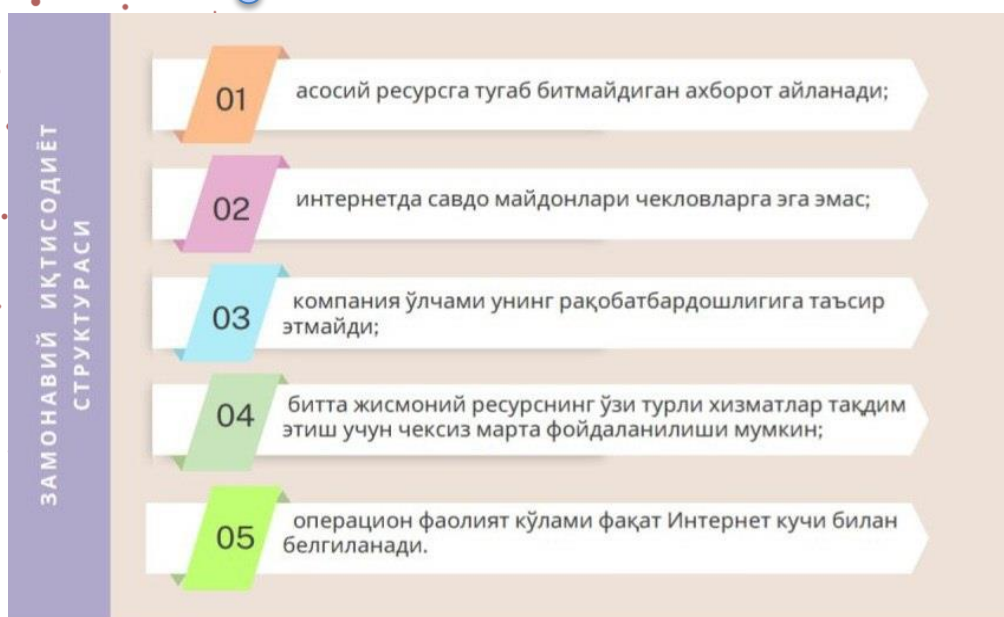 ЗАМОНАВИЙ ИҚТИСОДИЁТ
СТРУКТУРАСИ
01
асосий ресурсга тугаб битмайдиган ахборот айланади;
02
интернетда савдо майдонлари чекловларга эга эмас;
03
компания ўлчами унинг рақобатбардошлигига таъсир
этмайди;
04
битта жисмоний ресурснинг ўзи турли хизматлар тақдим
этиш учун чексиз марта фойдаланилиши мумкин;
05
операцион фаолият кўлами фақат Интернет кучи билан
белгиланади.